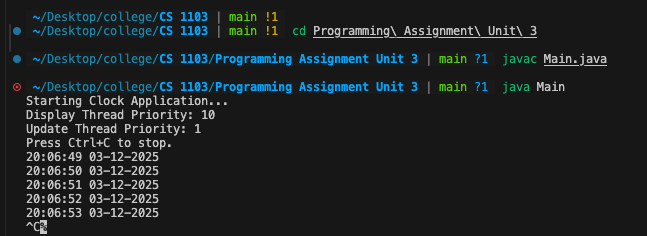 ~/Desktop/college/CS 1103 | main !1
~/Desktop/college/CS 1103 | main !1 cd Programming\ Assignment\ Unit\ 3
~/Desktop/college/CS 1103/Programming Assignment Unit 3 | main ?1 javac Main.java
~/Desktop/college/CS 1103/Programming Assignment Unit 3 | main ?1 java Main
Starting Clock Application...
Display Thread Priority: 10
Update Thread Priority: 1
Press Ctrl+C to stop.
20:06:49 03-12-2025
20:06:50 03-12-2025
20:06:51 03-12-2025
20:06:52 03-12-2025
20:06:53 03-12-2025
^C%